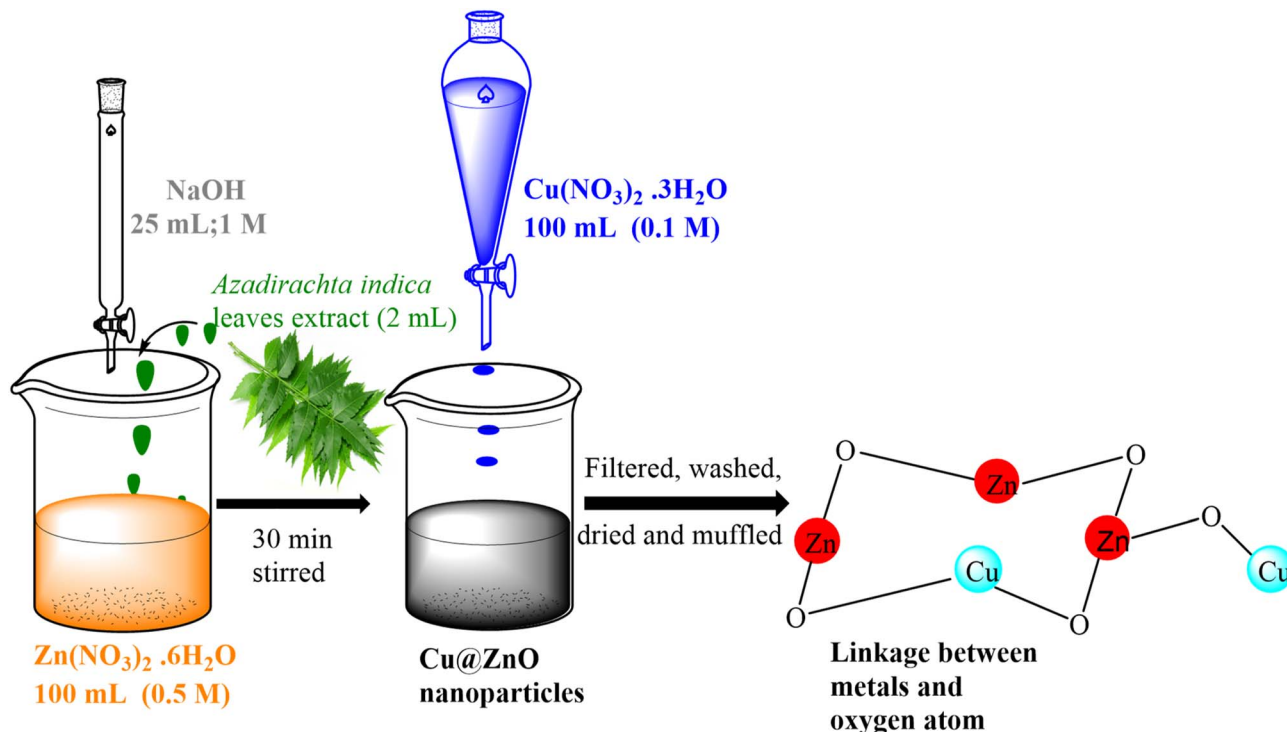 NaOH
25 mL;1 M
Azadirachta indica
leaves extract (2 mL)
Cu(NO₃)₂ .3H₂O
100 mL (0.1 M)
30 min
stirred
Filtered, washed,
dried and muffled
Zn(NO₃)₂ .6H₂O
100 mL (0.5 M)
Cu@ZnO
nanoparticles
O
O
Zn
O
Zn
Zn
Cu
Cu
O
O
Linkage between
metals and
oxygen atom